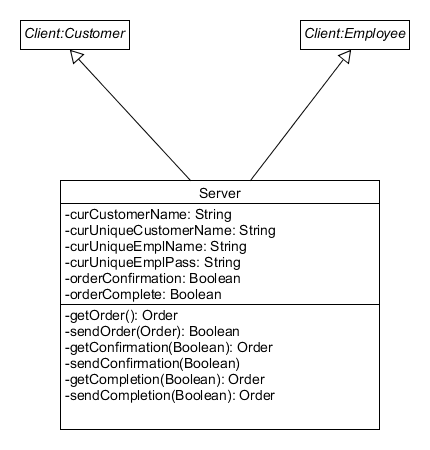 Client:Customer
Client:Employee
Server
-curCustomerName: String
-curUniqueCustomerName: String
-curUniqueEmplName: String
-curUniqueEmplPass: String
-orderConfirmation: Boolean
-orderComplete: Boolean
-getOrder(): Order
-sendOrder(Order): Boolean
-getConfirmation(Boolean): Order
-sendConfirmation(Boolean)
-getCompletion(Boolean): Order
-sendCompletion(Boolean): Order